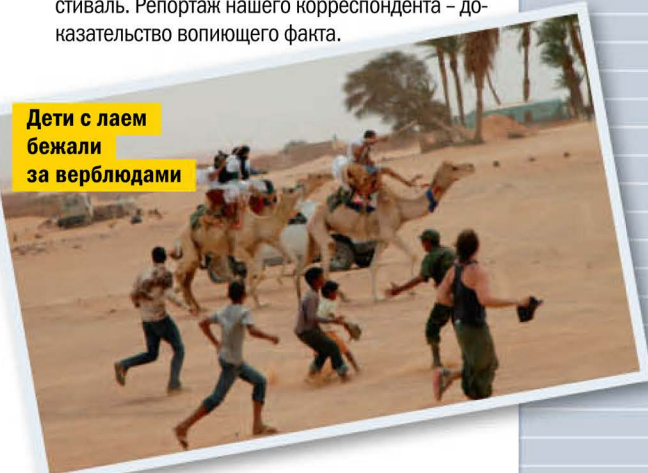 стиваль. Репортаж нашего корреспондента – до-
казательство вопиющего факта.
Дети с лаем
бежали
за верблюдами